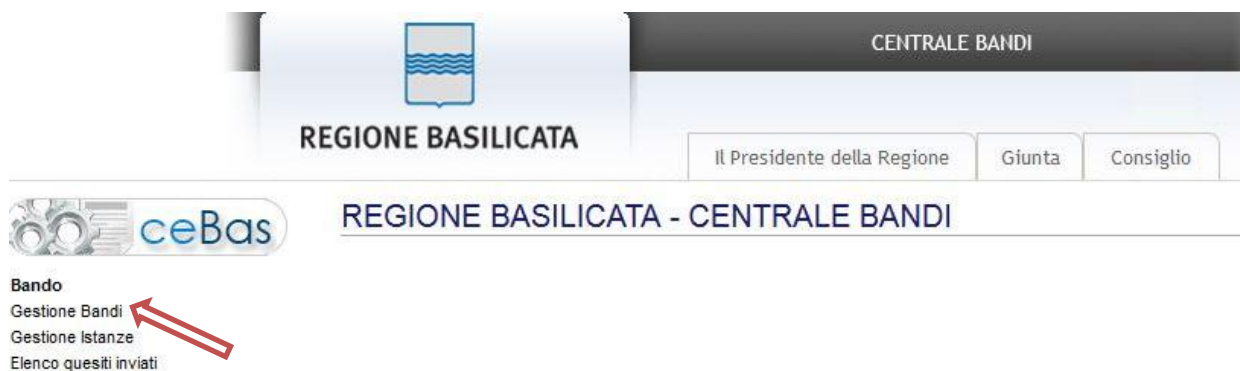 CENTRALE BANDI
REGIONE BASILICATA
Il Presidente della Regione Giunta Consiglio
ceBas
REGIONE BASILICATA - CENTRALE BANDI
Bando
Gestione Bandi
Gestione Istanze
Elenco quesiti inviati